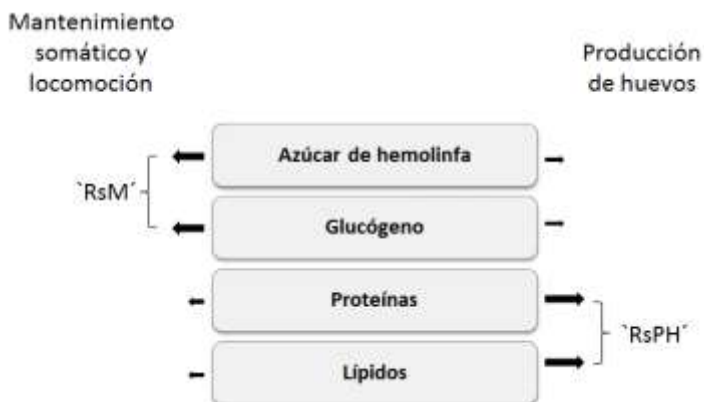 Mantenimiento
somático y
locomoción
Producción
de huevos
Azúcar de hemolinfa
`RsM´
Glucógeno
Proteínas
`RsPH´
Lípidos